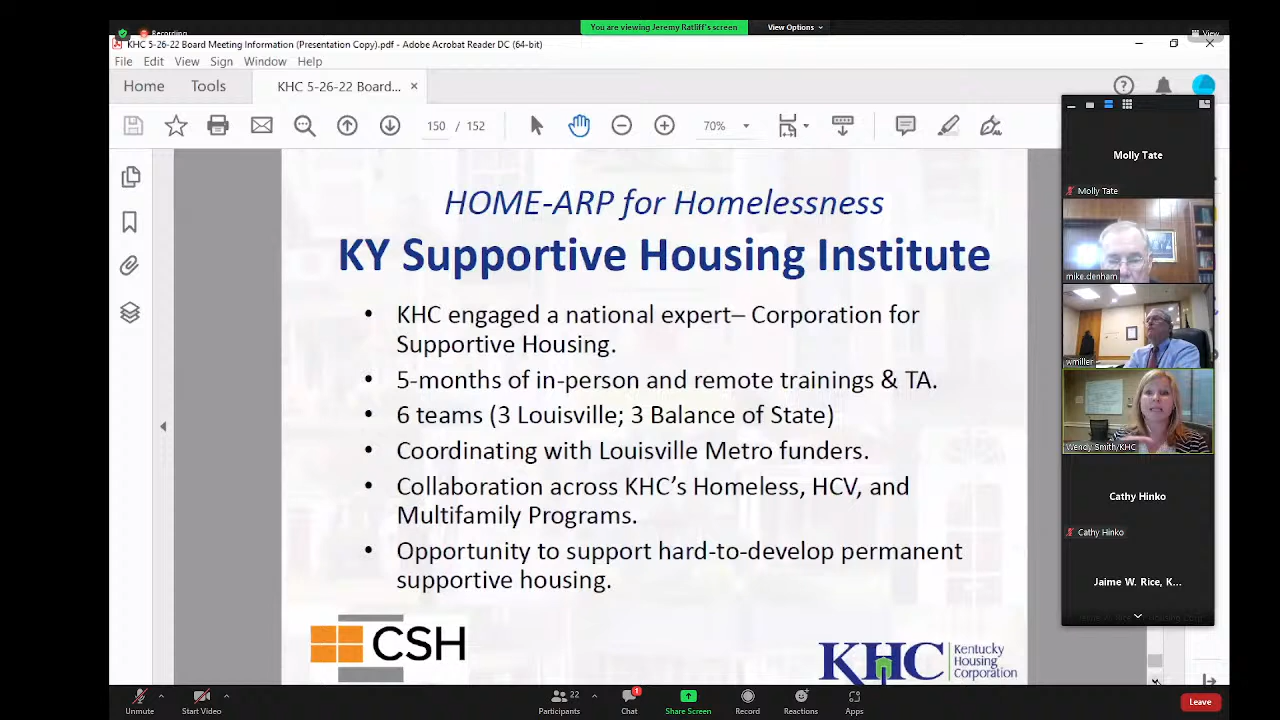 You are viewing Jeremy Ratliff's screen
View Options
Recording
View
KHC 5-26-22 Board Meeting Information (Presentation Copy).pdf - Adobe Acrobat Reader DC (64-bit)
File Edit View Sign Window Help
Home Tools KHC 5-26-22 Board... ×
150 / 152
70%
HOME-ARP for Homelessness
KY Supportive Housing Institute
• KHC engaged a national expert– Corporation for
Supportive Housing.
• 5-months of in-person and remote trainings & TA.
• 6 teams (3 Louisville; 3 Balance of State)
• Coordinating with Louisville Metro funders.
• Collaboration across KHC's Homeless, HCV, and
Multifamily Programs.
• Opportunity to support hard-to-develop permanent
supportive housing.
CSH
KHC
Kentucky
Housing
Corporation
Molly Tate
Molly Tate
mike.denham
wmiller
Wendy Smith/KHC
Cathy Hinko
Cathy Hinko
Jaime W. Rice, K...
Unmute
Start Video
22
Participants
1
Chat
Share Screen
Record
Reactions
Apps
Leave